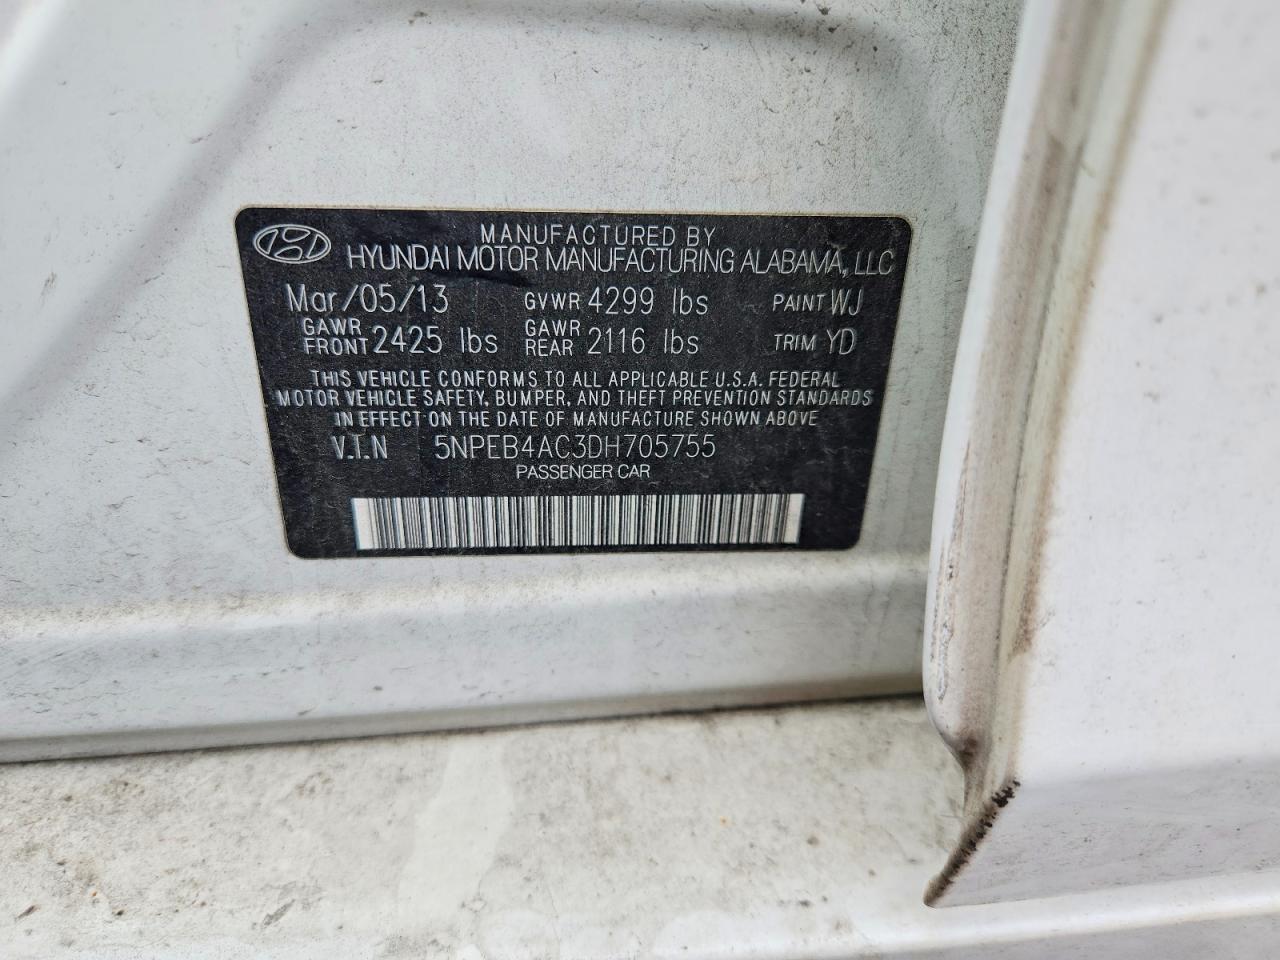 MANUFACTURED BY
HYUNDAI MOTOR MANUFACTURING ALABAMA, LLC
Mar/05/13 GVWR 4299 lbs PAINT WJ
GAWR FRONT 2425 lbs GAWR REAR 2116 lbs TRIM YD
THIS VEHICLE CONFORMS TO ALL APPLICABLE U.S.A. FEDERAL
MOTOR VEHICLE SAFETY, BUMPER, AND THEFT PREVENTION STANDARDS
IN EFFECT ON THE DATE OF MANUFACTURE SHOWN ABOVE
V.I.N 5NPEB4AC3DH705755
PASSENGER CAR